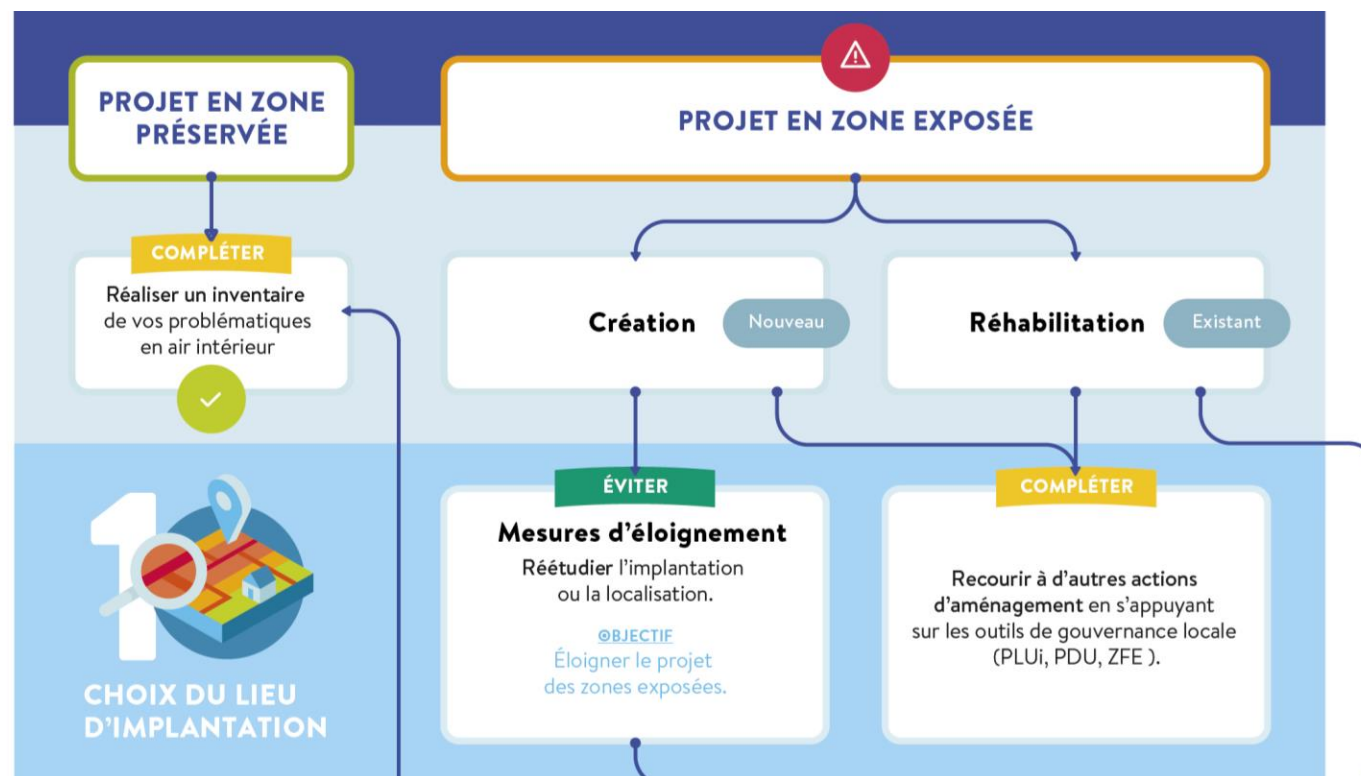 PROJET EN ZONE
PRÉSERVÉE
PROJET EN ZONE EXPOSÉE
COMPLÉTER
Réaliser un inventaire
de vos problématiques
en air intérieur
Création
Nouveau
Réhabilitation
Existant
1
CHOIX DU LIEU
D'IMPLANTATION
ÉVITER
Mesures d'éloignement
Réétudier l'implantation
ou la localisation.
OBJECTIF
Éloigner le projet
des zones exposées.
COMPLÉTER
Recourir à d'autres actions
d'aménagement en s'appuyant
sur les outils de gouvernance locale
(PLUi, PDU, ZFE ).